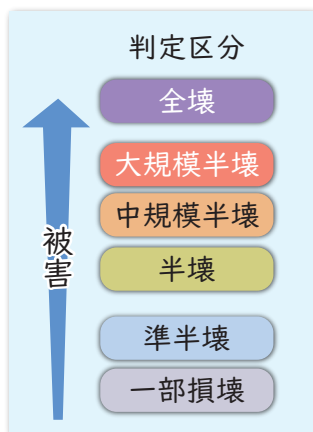 判定区分
全壊
大規模半壊
中規模半壊
半壊
準半壊
一部損壊
被害